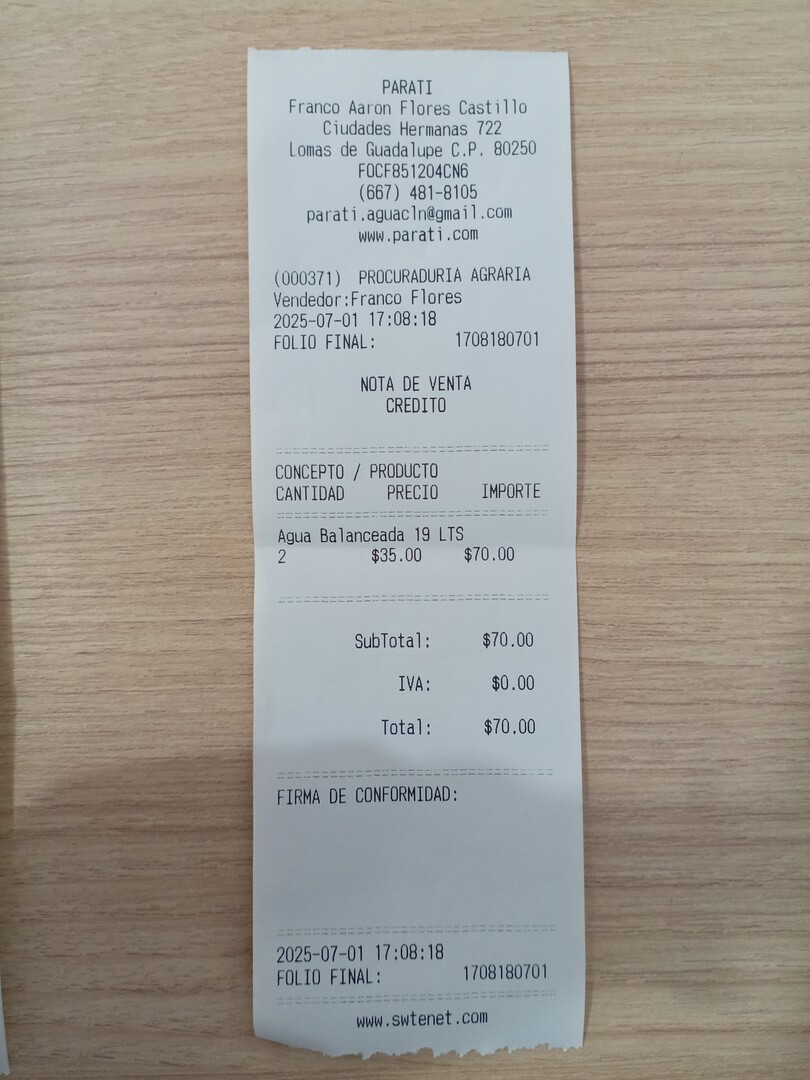 PARATI
Franco Aaron Flores Castillo
Ciudades Hermanas 722
Lomas de Guadalupe C.P. 80250
FOCF851204CN6
(667) 481-8105
parati.aguacln@gmail.com
www.parati.com
(000371) PROCURADURIA AGRARIA
Vendedor:Franco Flores
2025-07-01 17:08:18
FOLIO FINAL: 1708180701
NOTA DE VENTA
CREDITO
CONCEPTO / PRODUCTO
CANTIDAD PRECIO IMPORTE
Agua Balanceada 19 LTS
2 $35.00 $70.00
SubTotal: $70.00
IVA: $0.00
Total: $70.00
FIRMA DE CONFORMIDAD:
2025-07-01 17:08:18
FOLIO FINAL: 1708180701
www.swtenet.com